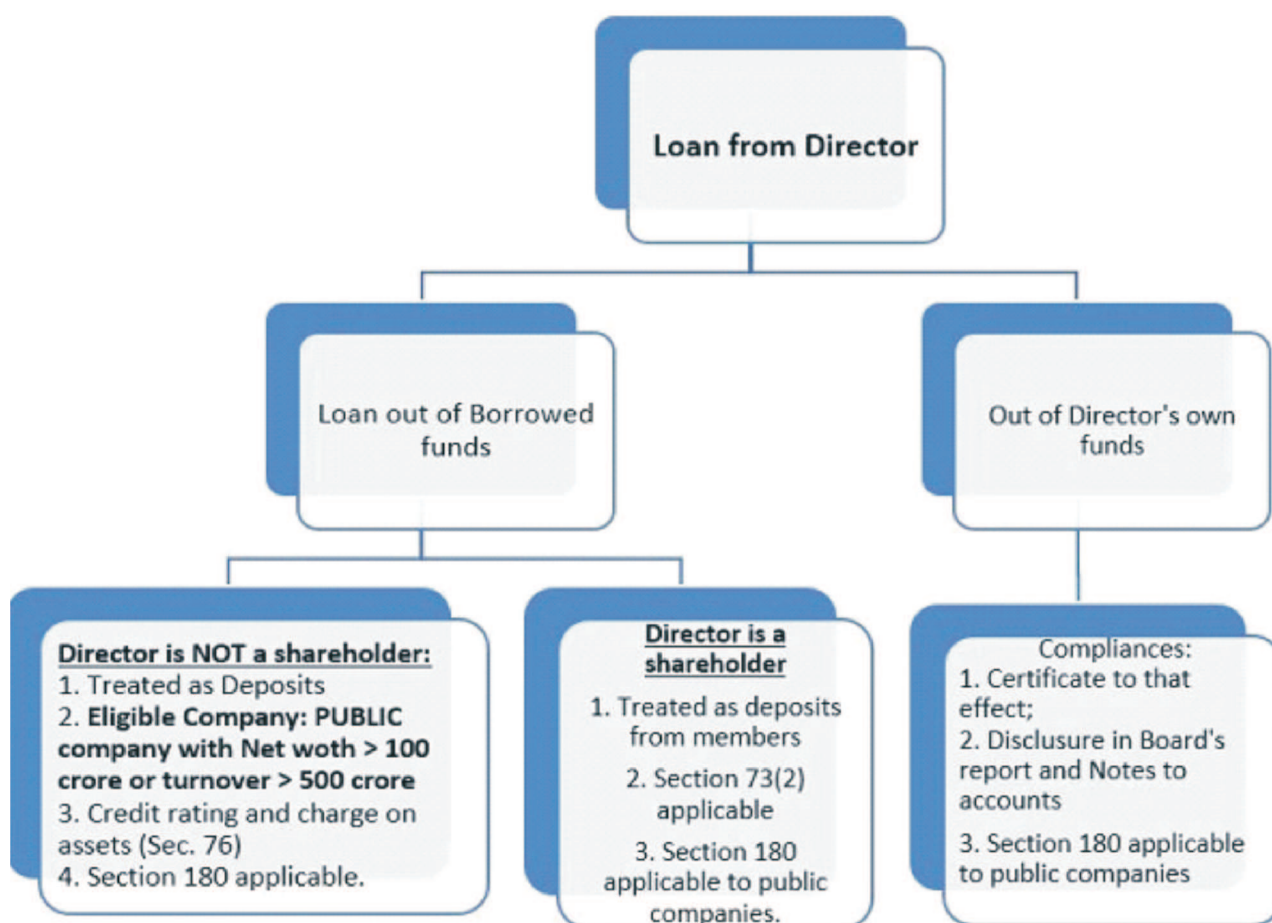 Loan from Director
Loan out of Borrowed
funds
Out of Director's own
funds
Director is NOT a shareholder:
1. Treated as Deposits
2. Eligible Company: PUBLIC
company with Net woth > 100
crore or turnover > 500 crore
3. Credit rating and charge on
assets (Sec. 76)
4. Section 180 applicable.
Director is a
shareholder
1. Treated as deposits
from members
2. Section 73(2)
applicable
3. Section 180
applicable to public
companies.
Compliances:
1. Certificate to that
effect;
2. Disclusure in Board's
report and Notes to
accounts
3. Section 180 applicable
to public companies